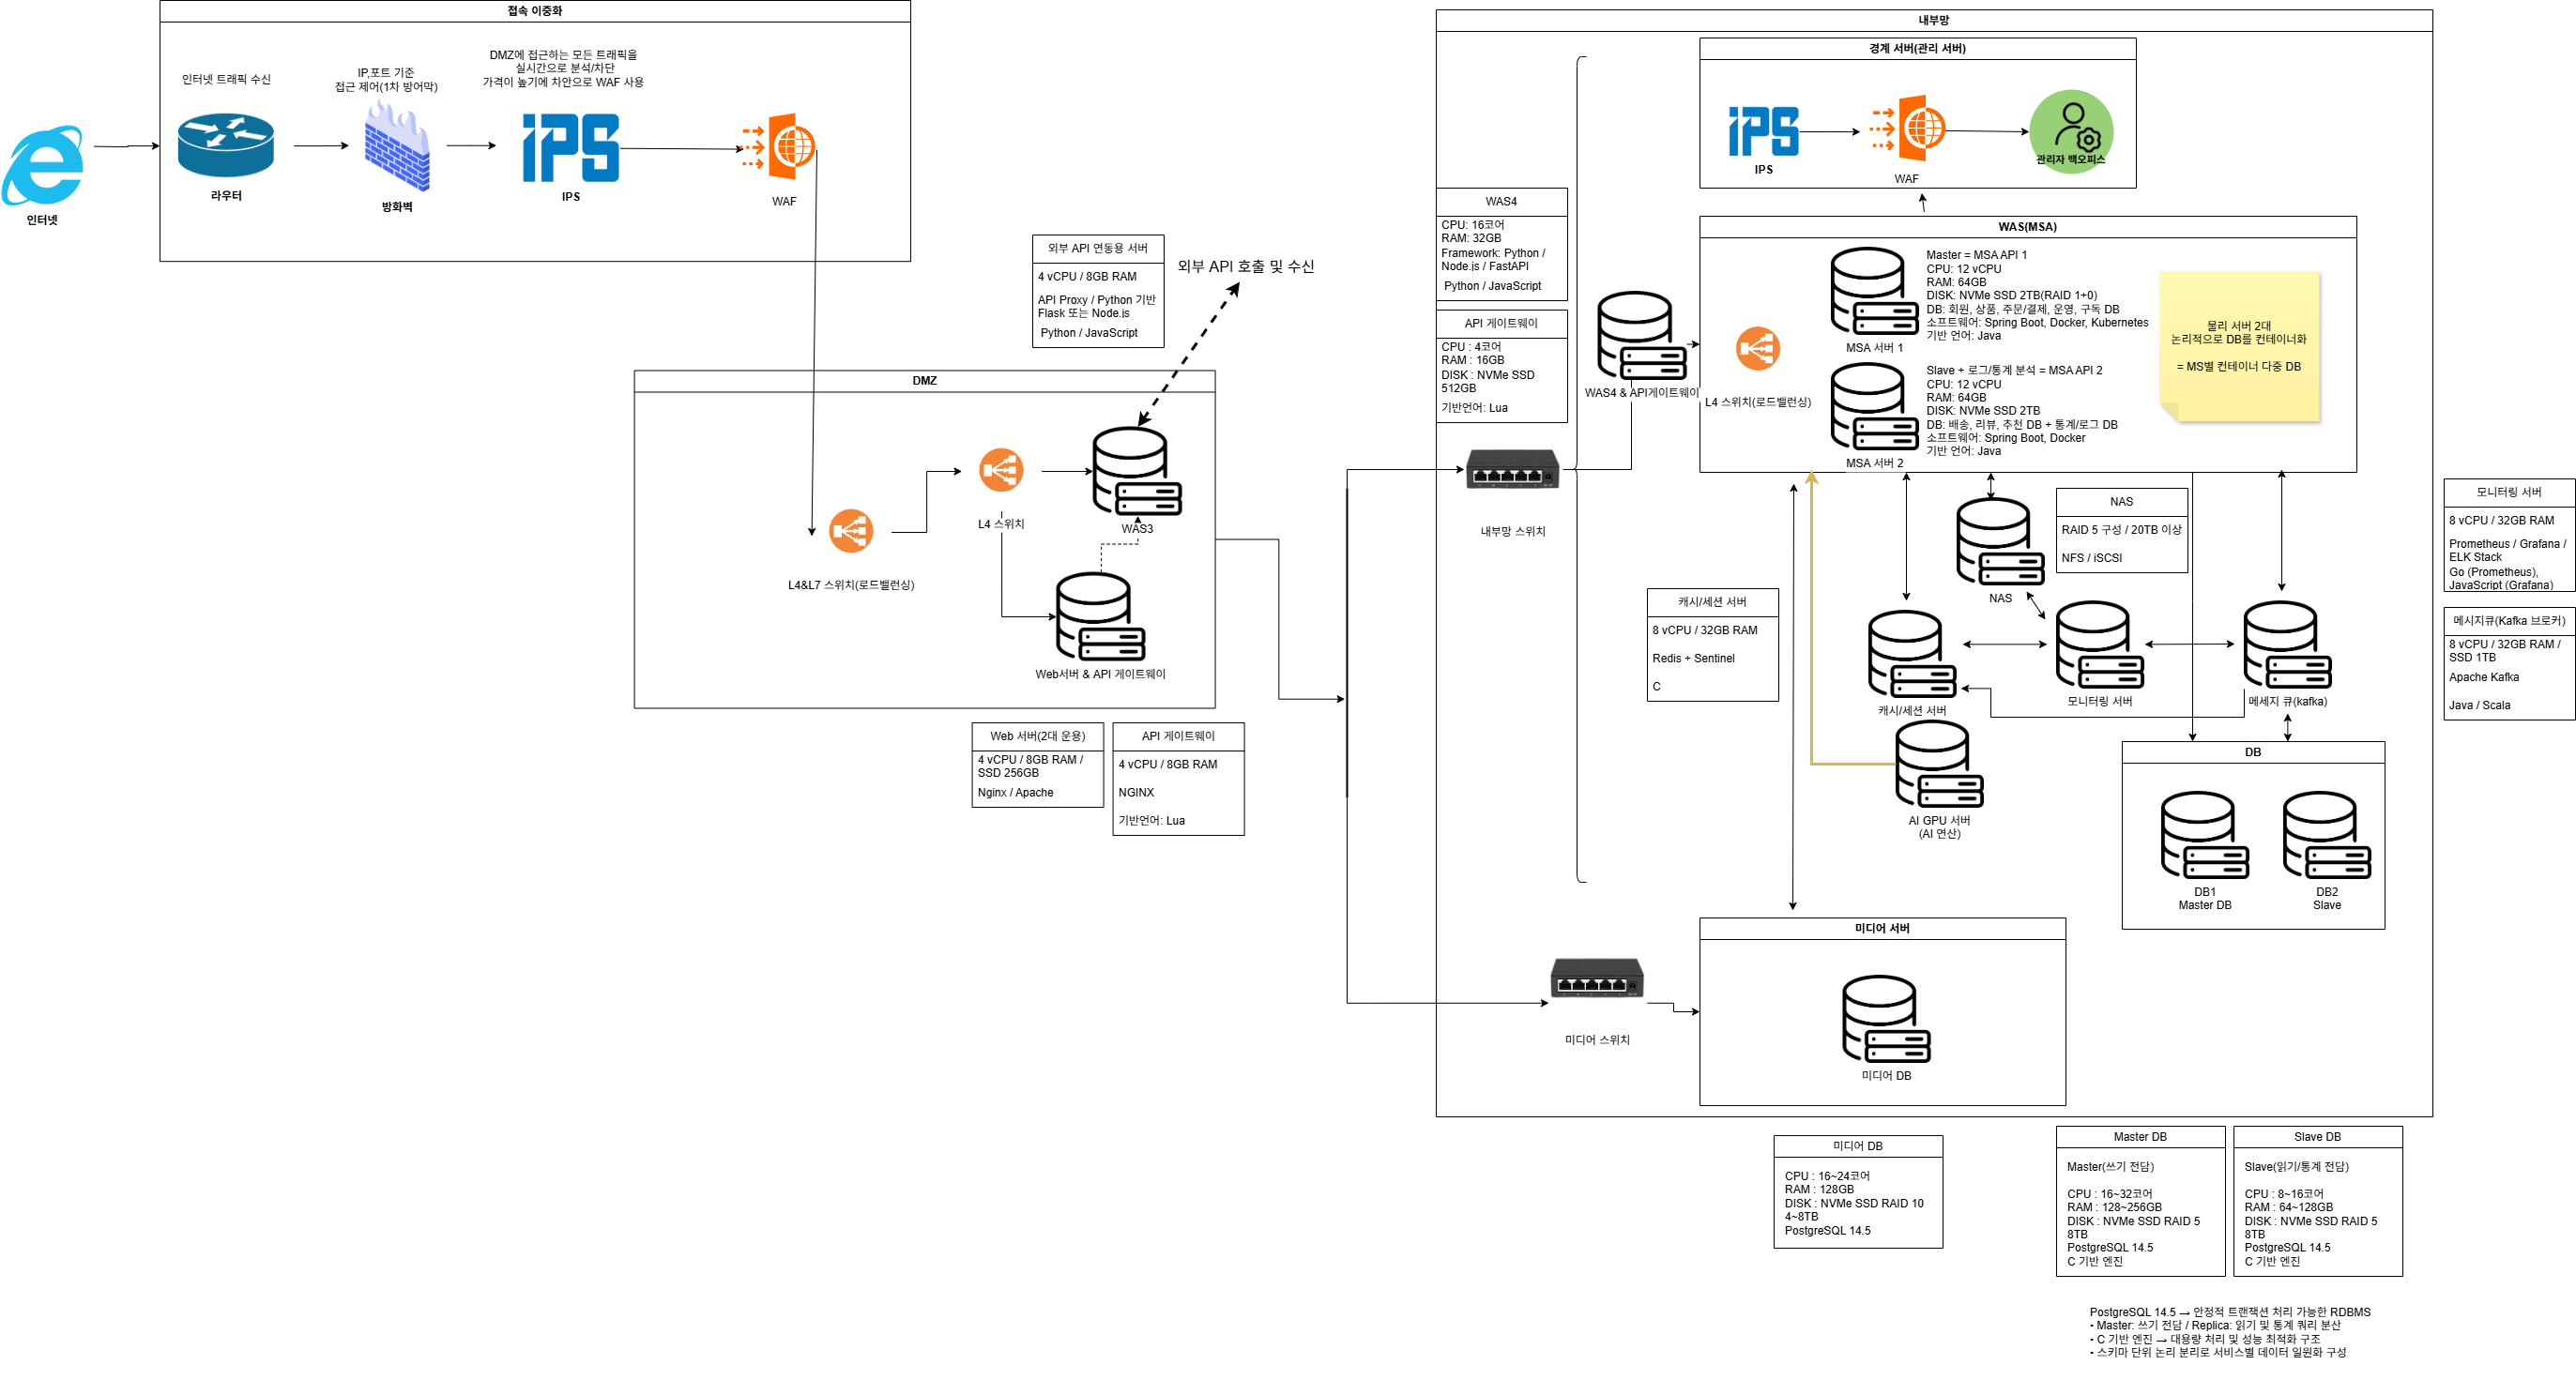 접속 이중화
인터넷 트래픽 수신
IP,포트 기준
접근 제어(1차 방어막)
DMZ에 접근하는 모든 트래픽을
실시간으로 분석/차단
가격이 높기에 차안으로 WAF 사용
인터넷
라우터
방화벽
IPS
IPS
WAF
외부 API 연동용 서버
4 vCPU / 8GB RAM
API Proxy / Python 기반
Flask 또는 Node.js
Python / JavaScript
외부 API 호출 및 수신
DMZ
L4&L7 스위치(로드밸런싱)
L4 스위치
WAS3
Web서버 & API 게이트웨이
Web 서버(2대 운용)
4 vCPU / 8GB RAM /
SSD 256GB
Nginx / Apache
API 게이트웨이
4 vCPU / 8GB RAM
NGINX
기반언어: Lua
내부망
경계 서버(관리 서버)
IPS
IPS
WAF
관리자 백오피스
WAS4
CPU: 16코어
RAM: 32GB
Framework: Python /
Node.js / FastAPI
Python / JavaScript
API 게이트웨이
CPU : 4코어
RAM : 16GB
DISK : NVMe SSD
512GB
기반언어: Lua
내부망 스위치
WAS4 & API게이트웨이
WAS(MSA)
L4 스위치(로드밸런싱)
MSA 서버 1
Master = MSA API 1
CPU: 12 vCPU
RAM: 64GB
DISK: NVMe SSD 2TB(RAID 1+0)
DB: 회원, 상품, 주문/결제, 운영, 구독 DB
소프트웨어: Spring Boot, Docker, Kubernetes
기반 언어: Java
MSA 서버 2
Slave + 로그/통계 분석 = MSA API 2
CPU: 12 vCPU
RAM: 64GB
DISK: NVMe SSD 2TB
DB: 배송, 리뷰, 추천 DB + 통계/로그 DB
소프트웨어: Spring Boot, Docker
기반 언어: Java
물리 서버 2대
논리적으로 DB를 컨테이너화
= MS별 컨테이너 다중 DB
NAS
NAS
RAID 5 구성 / 20TB 이상
NFS / iSCSI
캐시/세션 서버
8 vCPU / 32GB RAM
Redis + Sentinel
C
캐시/세션 서버
모니터링 서버
메세지 큐(kafka)
AI GPU 서버
(AI 연산)
모니터링 서버
8 vCPU / 32GB RAM
Prometheus / Grafana /
ELK Stack
Go (Prometheus),
JavaScript (Grafana)
메시지큐(Kafka 브로커)
8 vCPU / 32GB RAM /
SSD 1TB
Apache Kafka
Java / Scala
DB
DB1
Master DB
DB2
Slave
미디어 스위치
미디어 서버
미디어 DB
미디어 DB
CPU : 16~24코어
RAM : 128GB
DISK : NVMe SSD RAID 10
4~8TB
PostgreSQL 14.5
Master DB
Master(쓰기 전담)
CPU : 16~32코어
RAM : 128~256GB
DISK : NVMe SSD RAID 5
8TB
PostgreSQL 14.5
C 기반 엔진
Slave DB
Slave(읽기/통계 전담)
CPU : 8~16코어
RAM : 64~128GB
DISK : NVMe SSD RAID 5
8TB
PostgreSQL 14.5
C 기반 엔진
PostgreSQL 14.5 → 안정적 트랜잭션 처리 가능한 RDBMS
- Master: 쓰기 전담 / Replica: 읽기 및 통계 쿼리 분산
- C 기반 엔진 → 대용량 처리 및 성능 최적화 구조
- 스키마 단위 논리 분리로 서비스별 데이터 일원화 구성